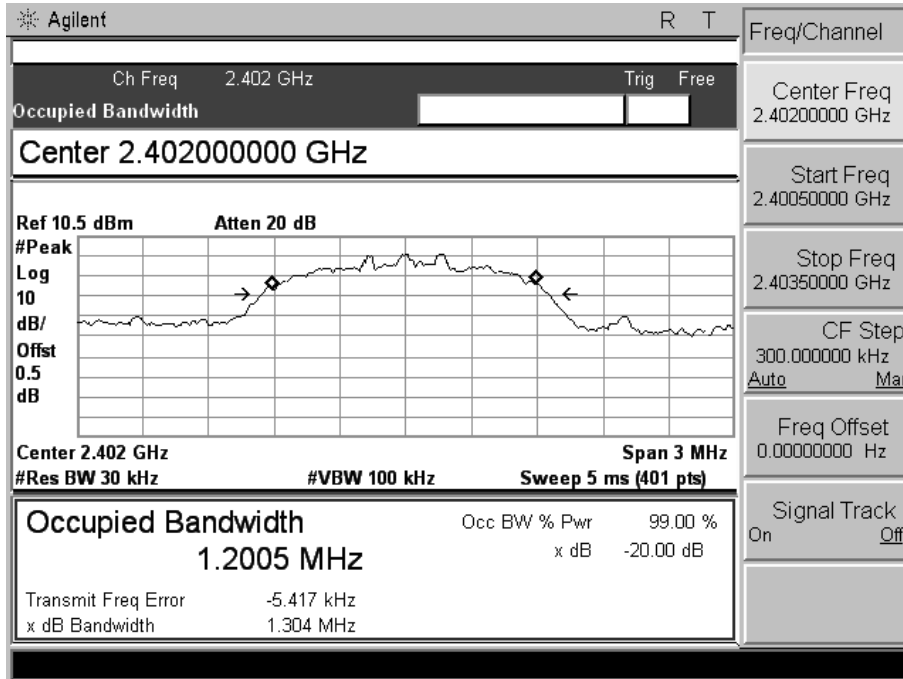 Agilent R T
Freq/Channel
Ch Freq 2.402 GHz Trig Free
Occupied Bandwidth
Center 2.402000000 GHz
Ref 10.5 dBm Atten 20 dB
#Peak
Log
10
dB/
Offst
0.5
dB
Center 2.402 GHz Span 3 MHz
#Res BW 30 kHz #VBW 100 kHz Sweep 5 ms (401 pts)
Occupied Bandwidth
1.2005 MHz
Occ BW % Pwr 99.00 %
x dB -20.00 dB
Transmit Freq Error -5.417 kHz
x dB Bandwidth 1.304 MHz
Center Freq
2.40200000 GHz
Start Freq
2.40050000 GHz
Stop Freq
2.40350000 GHz
CF Step
300.000000 kHz
Auto Ma
Freq Offset
0.00000000 Hz
Signal Track
On Off